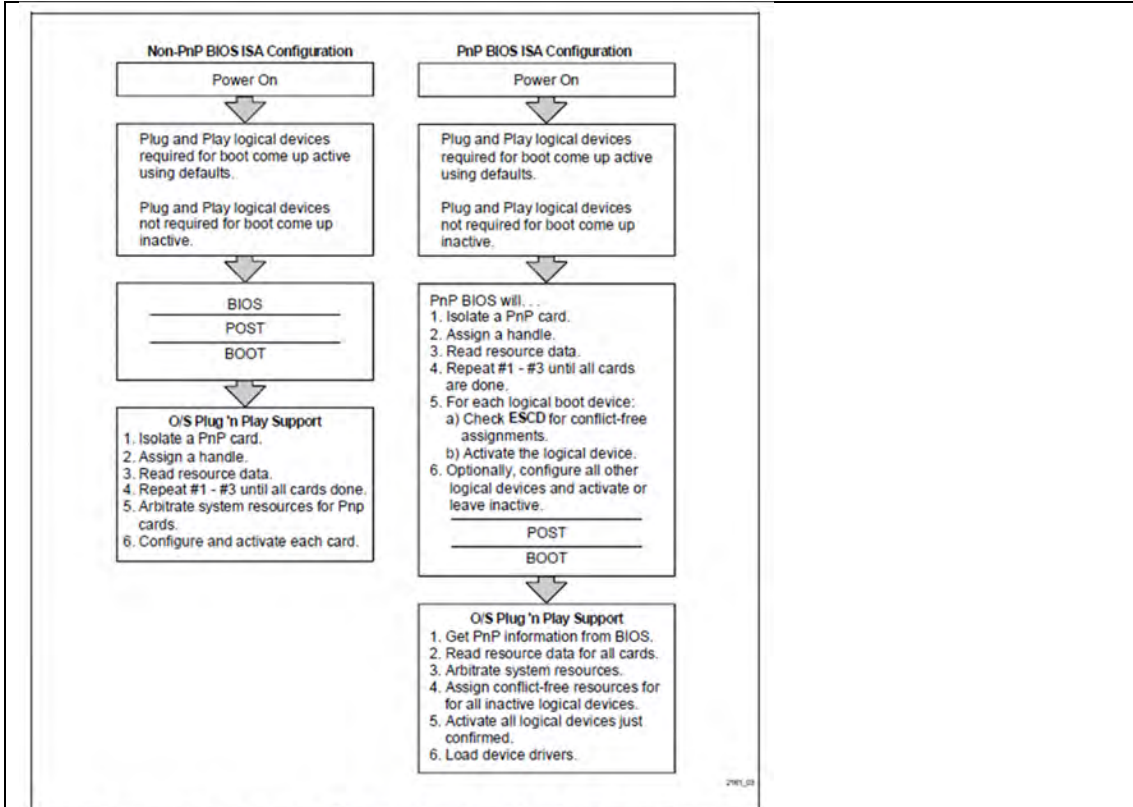 Non-PnP BIOS ISA Configuration
Power On
Plug and Play logical devices
required for boot come up active
using defaults.
Plug and Play logical devices
not required for boot come up
inactive.
BIOS
POST
BOOT
O/S Plug 'n Play Support
1. Isolate a PnP card.
2. Assign a handle.
3. Read resource data.
4. Repeat #1 - #3 until all cards done.
5. Arbitrate system resources for Pnp
cards.
6. Configure and activate each card.
PnP BIOS ISA Configuration
Power On
Plug and Play logical devices
required for boot come up active
using defaults.
Plug and Play logical devices
not required for boot come up
inactive.
PnP BIOS will. . .
1. Isolate a PnP card.
2. Assign a handle.
3. Read resource data.
4. Repeat #1 - #3 until all cards
are done.
5. For each logical boot device:
a) Check ESCD for conflict-free
assignments.
b) Activate the logical device.
6. Optionally, configure all other
logical devices and activate or
leave inactive.
POST
BOOT
O/S Plug 'n Play Support
1. Get PnP information from BIOS.
2. Read resource data for all cards.
3. Arbitrate system resources.
4. Assign conflict-free resources for
for all inactive logical devices.
5. Activate all logical devices just
confirmed.
6. Load device drivers.